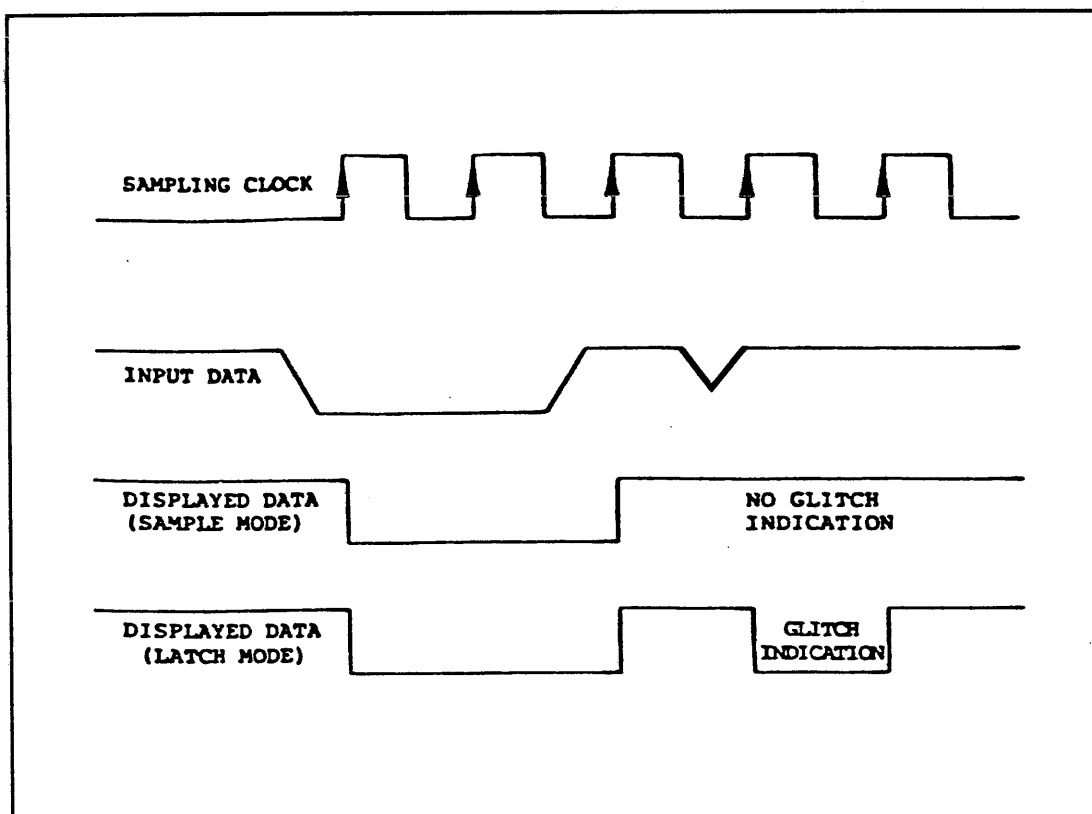 SAMPLING CLOCK
INPUT DATA
DISPLAYED DATA
(SAMPLE MODE)
NO GLITCH
INDICATION
DISPLAYED DATA
(LATCH MODE)
GLITCH
INDICATION